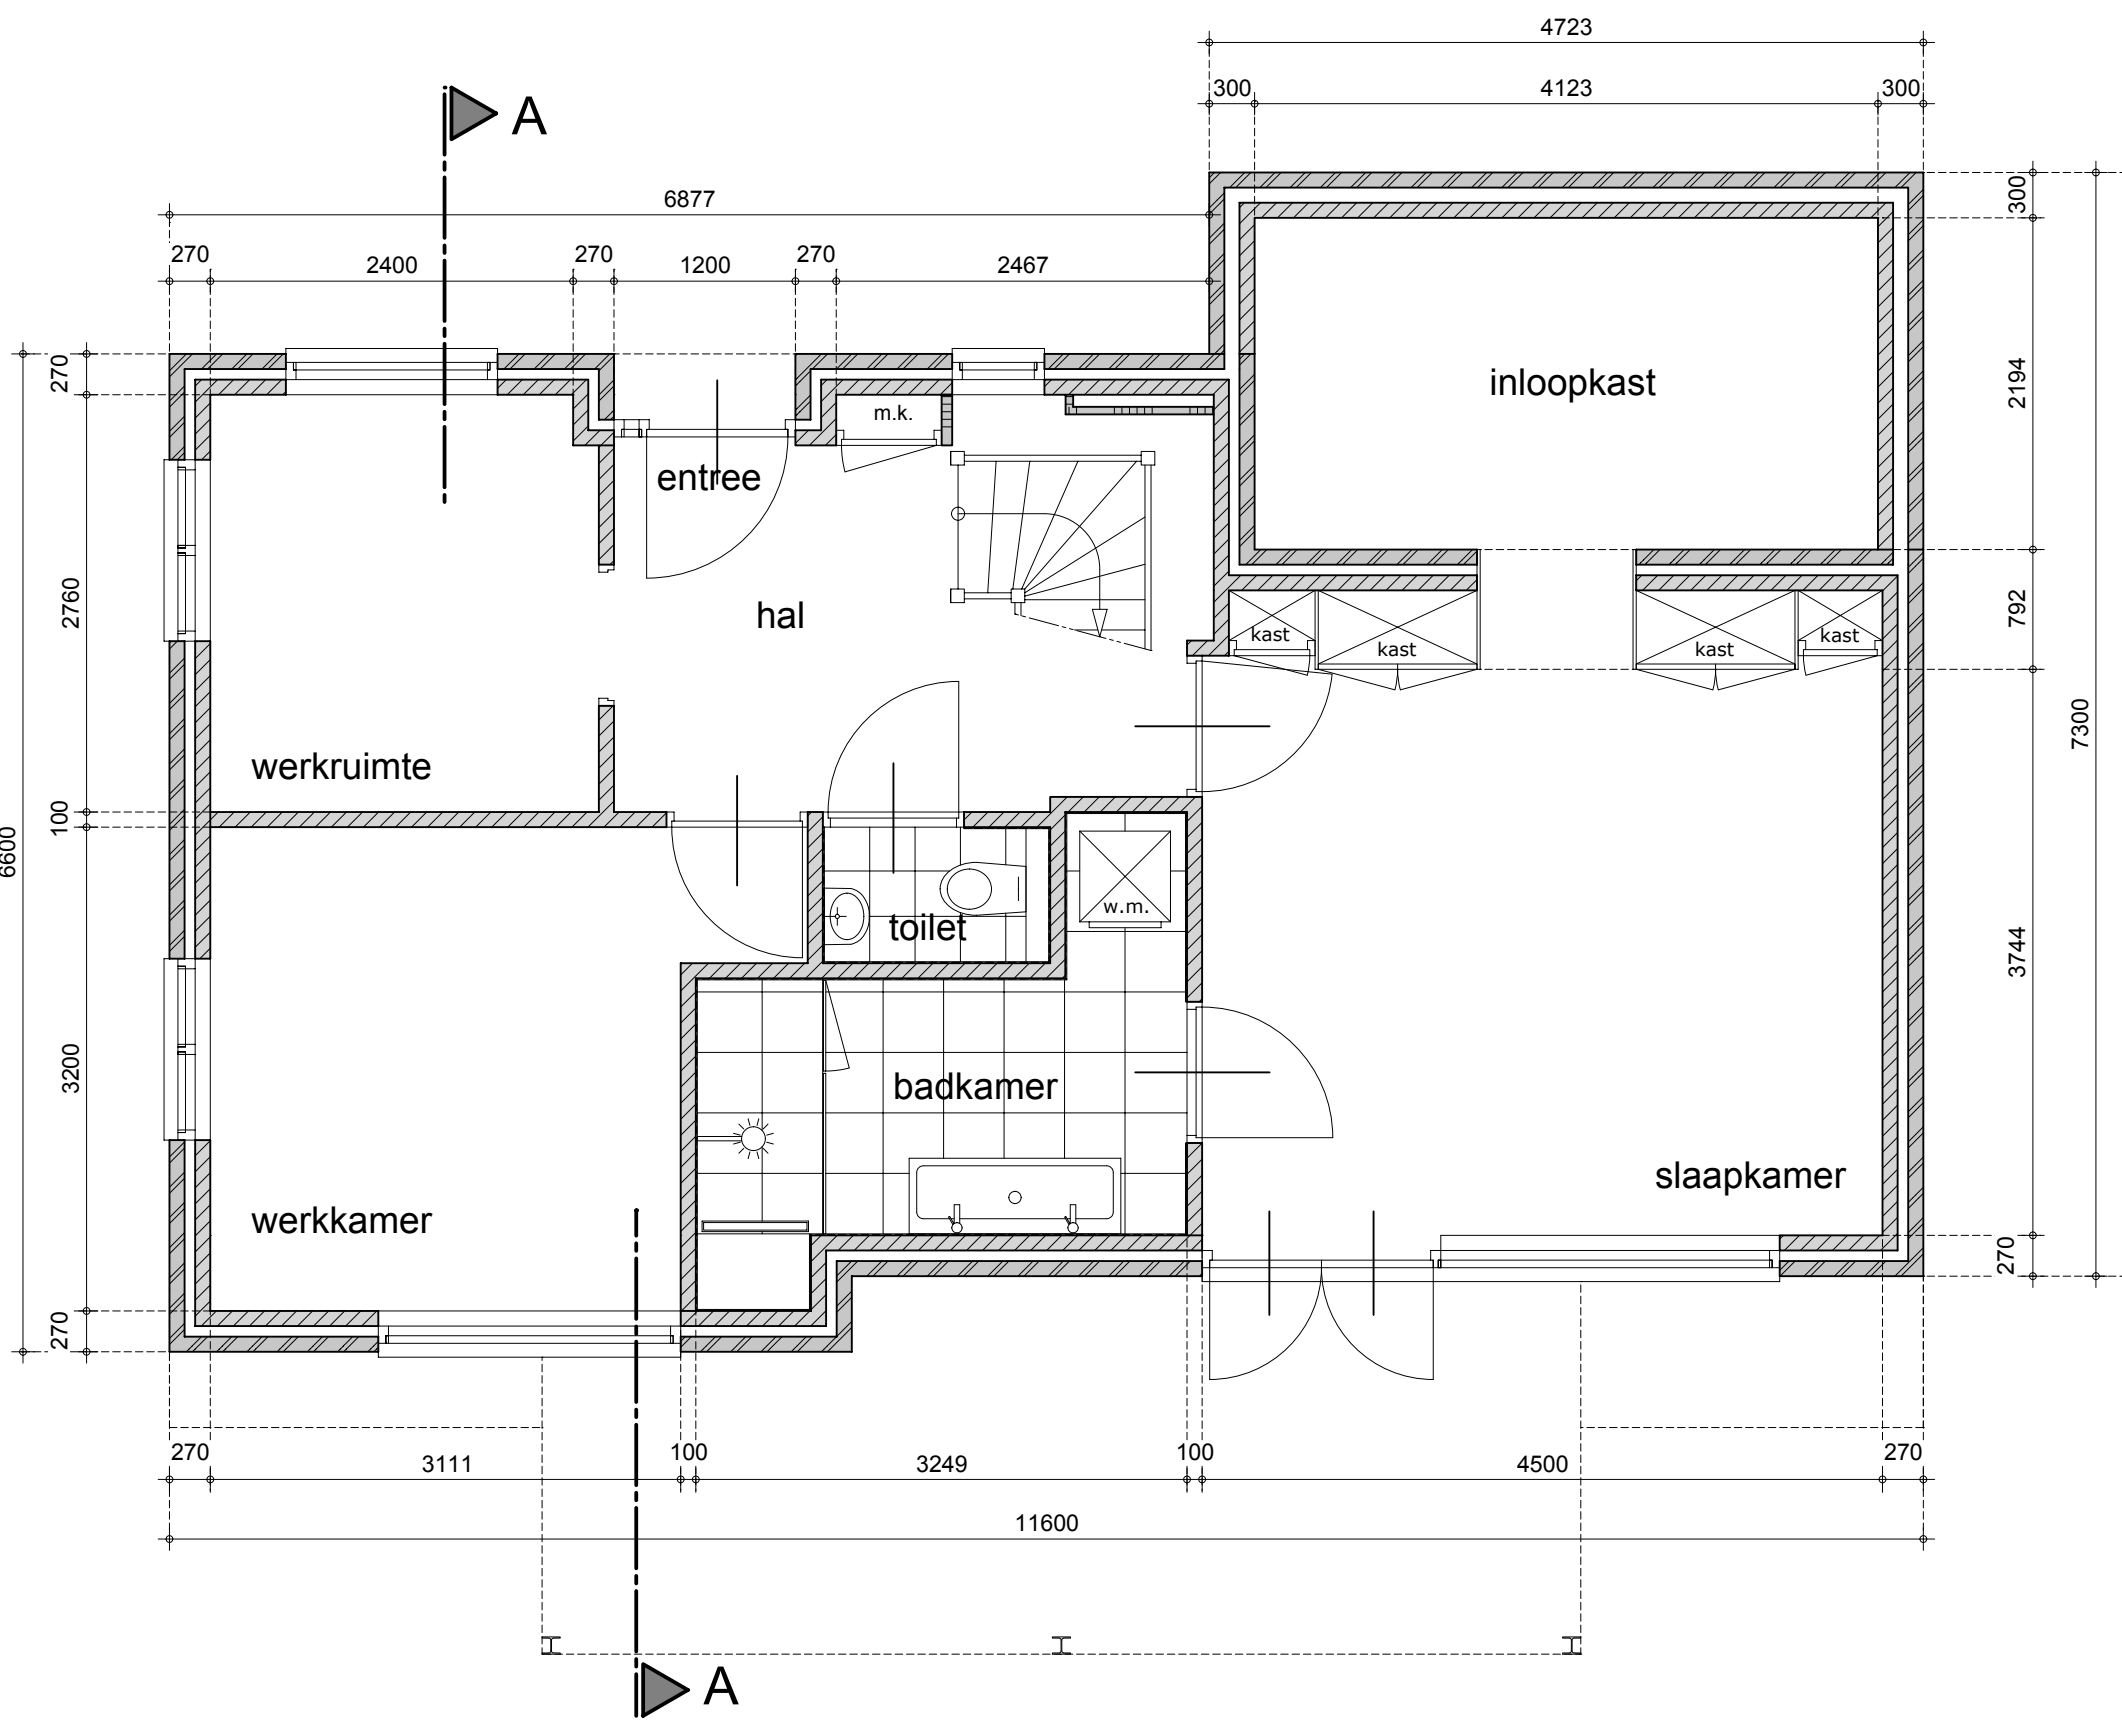 4723
300 4123 300
A
6877
270 2400 270 1200 270 2467
300
270
inloopkast
2194
m.k.
entree
hal
2760
792
kast kast kast kast
7300
werkruimte
100
6600
toilet
w.m.
3744
3200
badkamer
slaapkamer
werkkamer
270
270
270 3111 100 3249 100 4500 270
11600
A